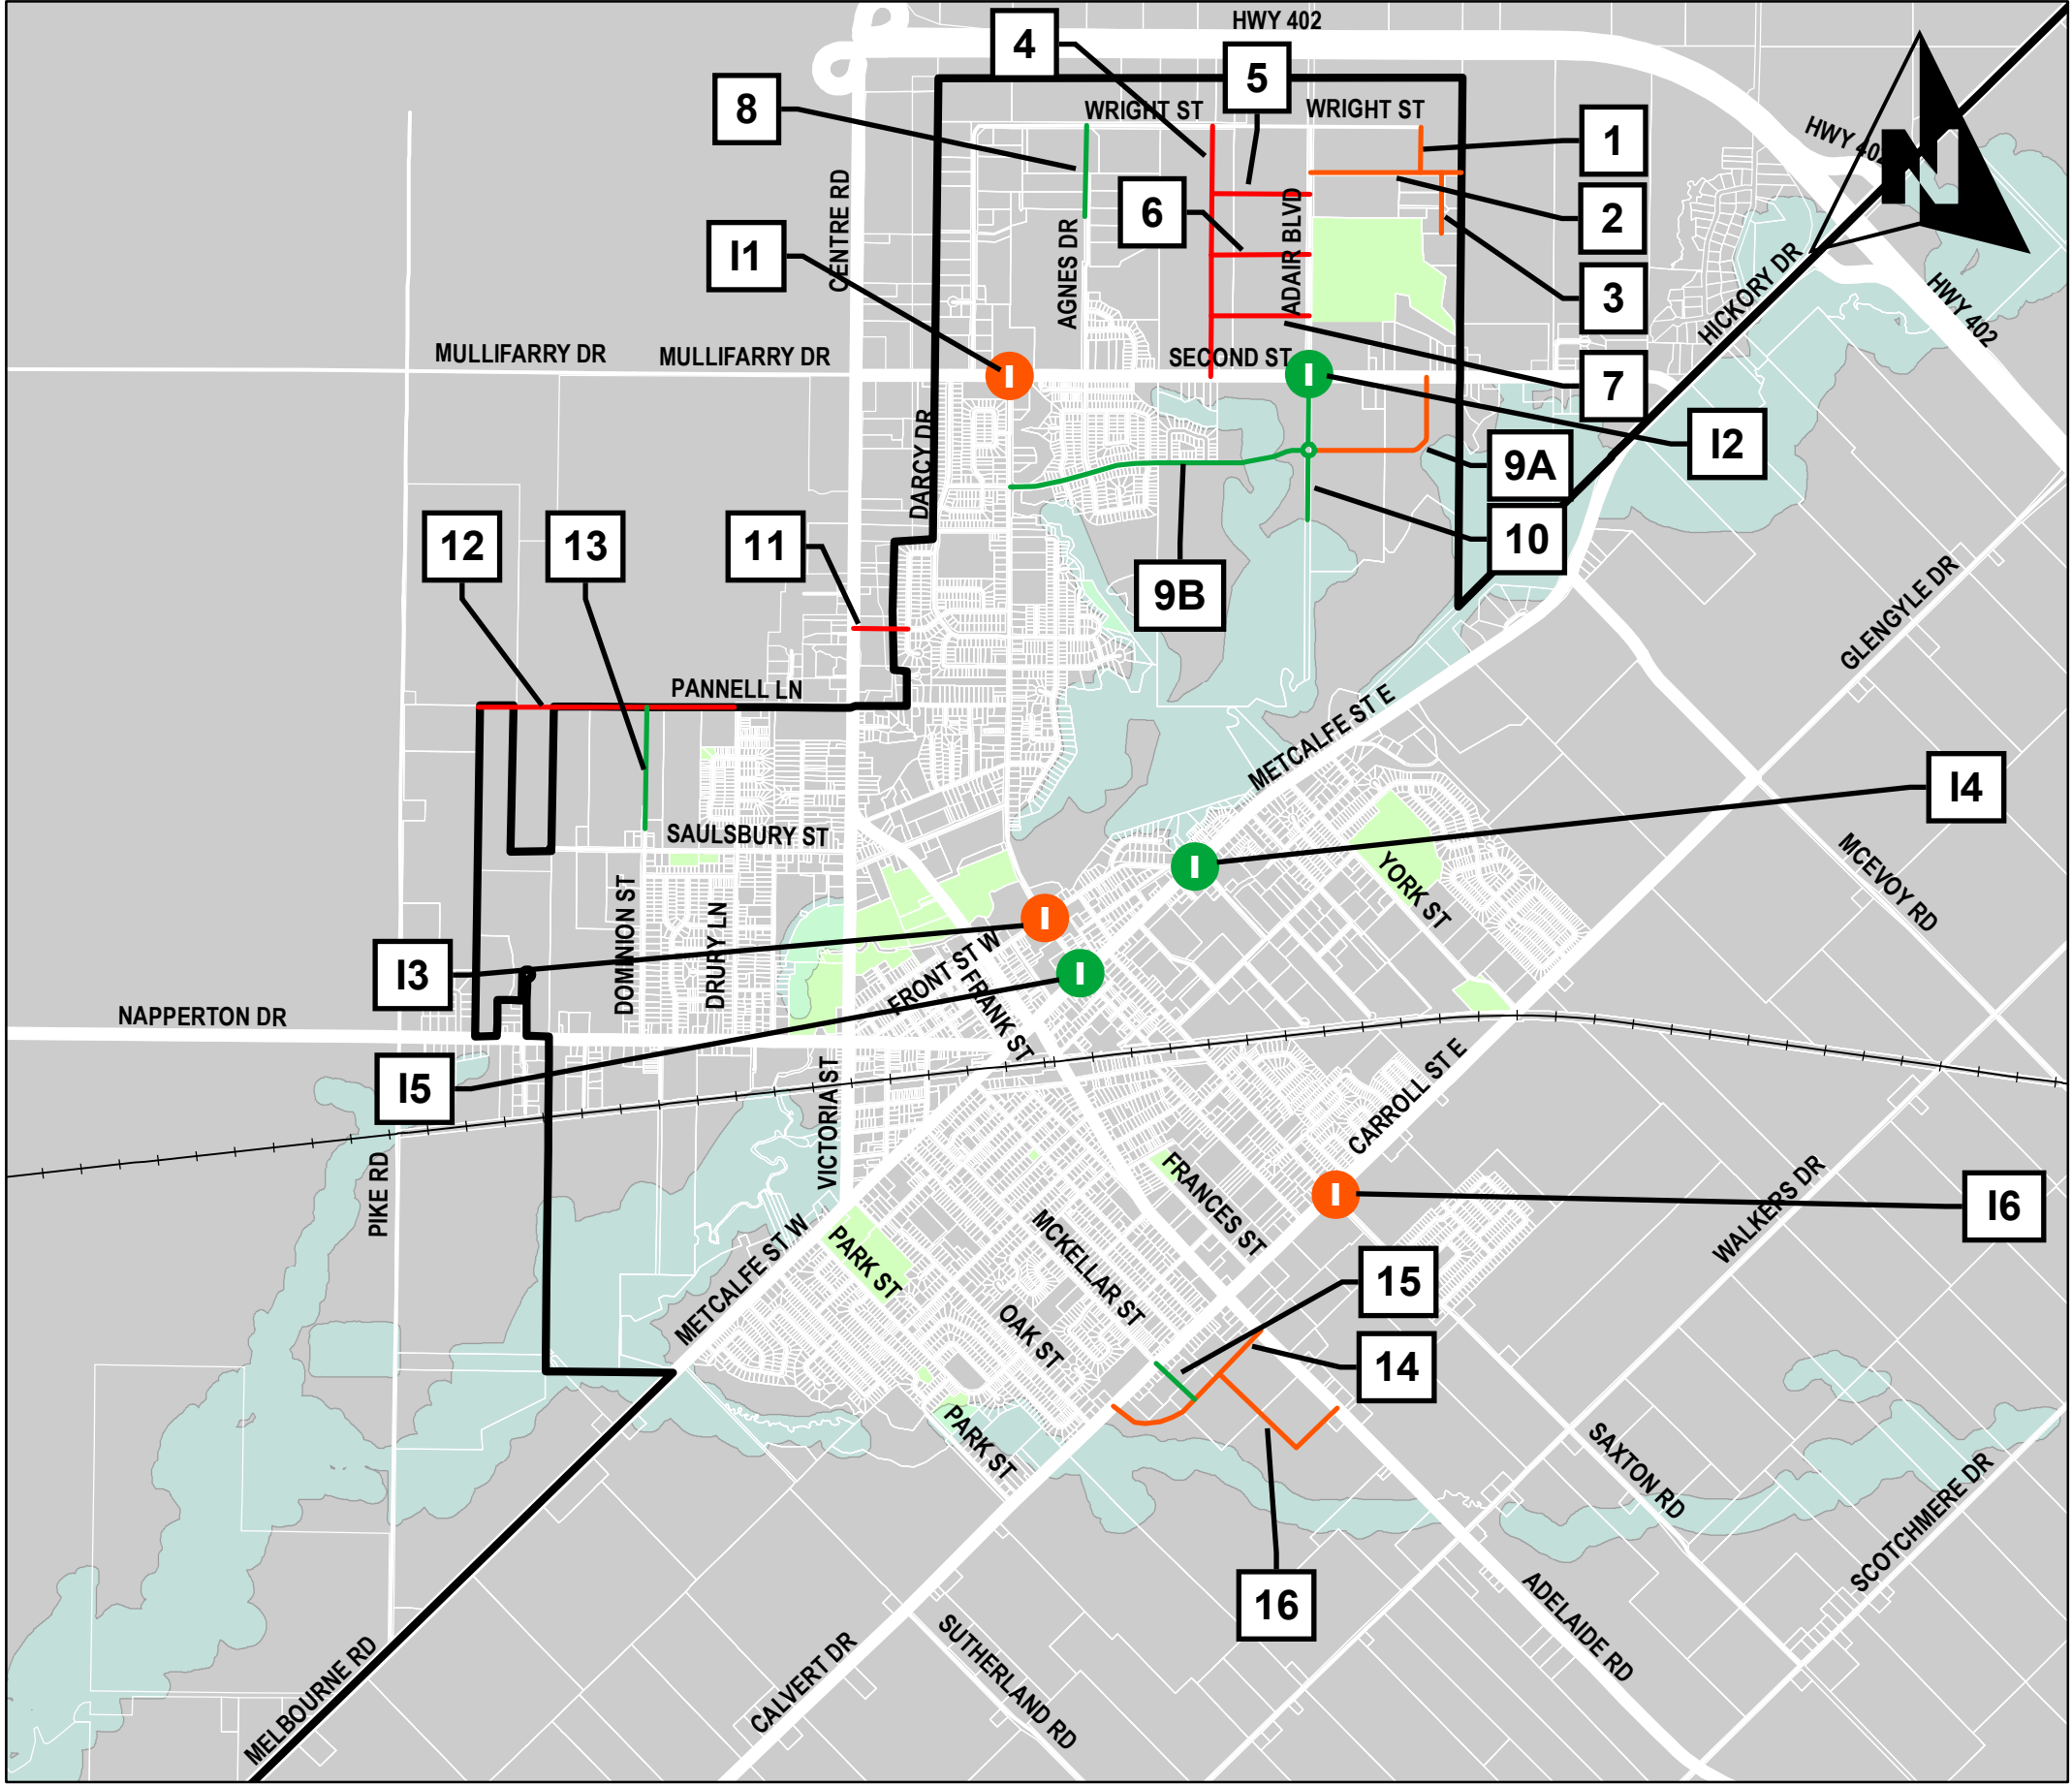 HWY 402
4
5
8
WRIGHT ST
WRIGHT ST
1
HWY 402
N
CENTRE RD
6
2
AGNES DR
ADAIR BLVD
I1
3
HICKORY DR
HWY 402
MULLIFARRY DR
MULLIFARRY DR
SECOND ST
I
I
7
DARCY DR
I2
9A
12
13
11
10
9B
GLENGYLE DR
PANNELL LN
METCALFE ST E
I4
SAULSBURY ST
I
YORK ST
MCEVOY RD
DOMINION ST
DRURY LN
I
I3
FRONT ST W
I
FRANK ST
NAPPERTON DR
I5
VICTORIA ST
CARROLL ST E
PIKE RD
I
FRANCES ST
WALKERS DR
I6
METCALFE ST W
PARK ST
MCKELLAR ST
15
OAK ST
14
PARK ST
SAXTON RD
SCOTCHMERE DR
16
ADELAIDE RD
MELBOURNE RD
CALVERT DR
SUTHERLAND RD